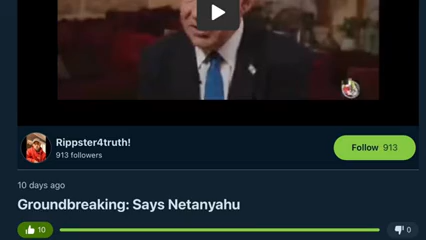 Rippster4truth!
913 followers
Follow 913
10 days ago
Groundbreaking: Says Netanyahu
10
0